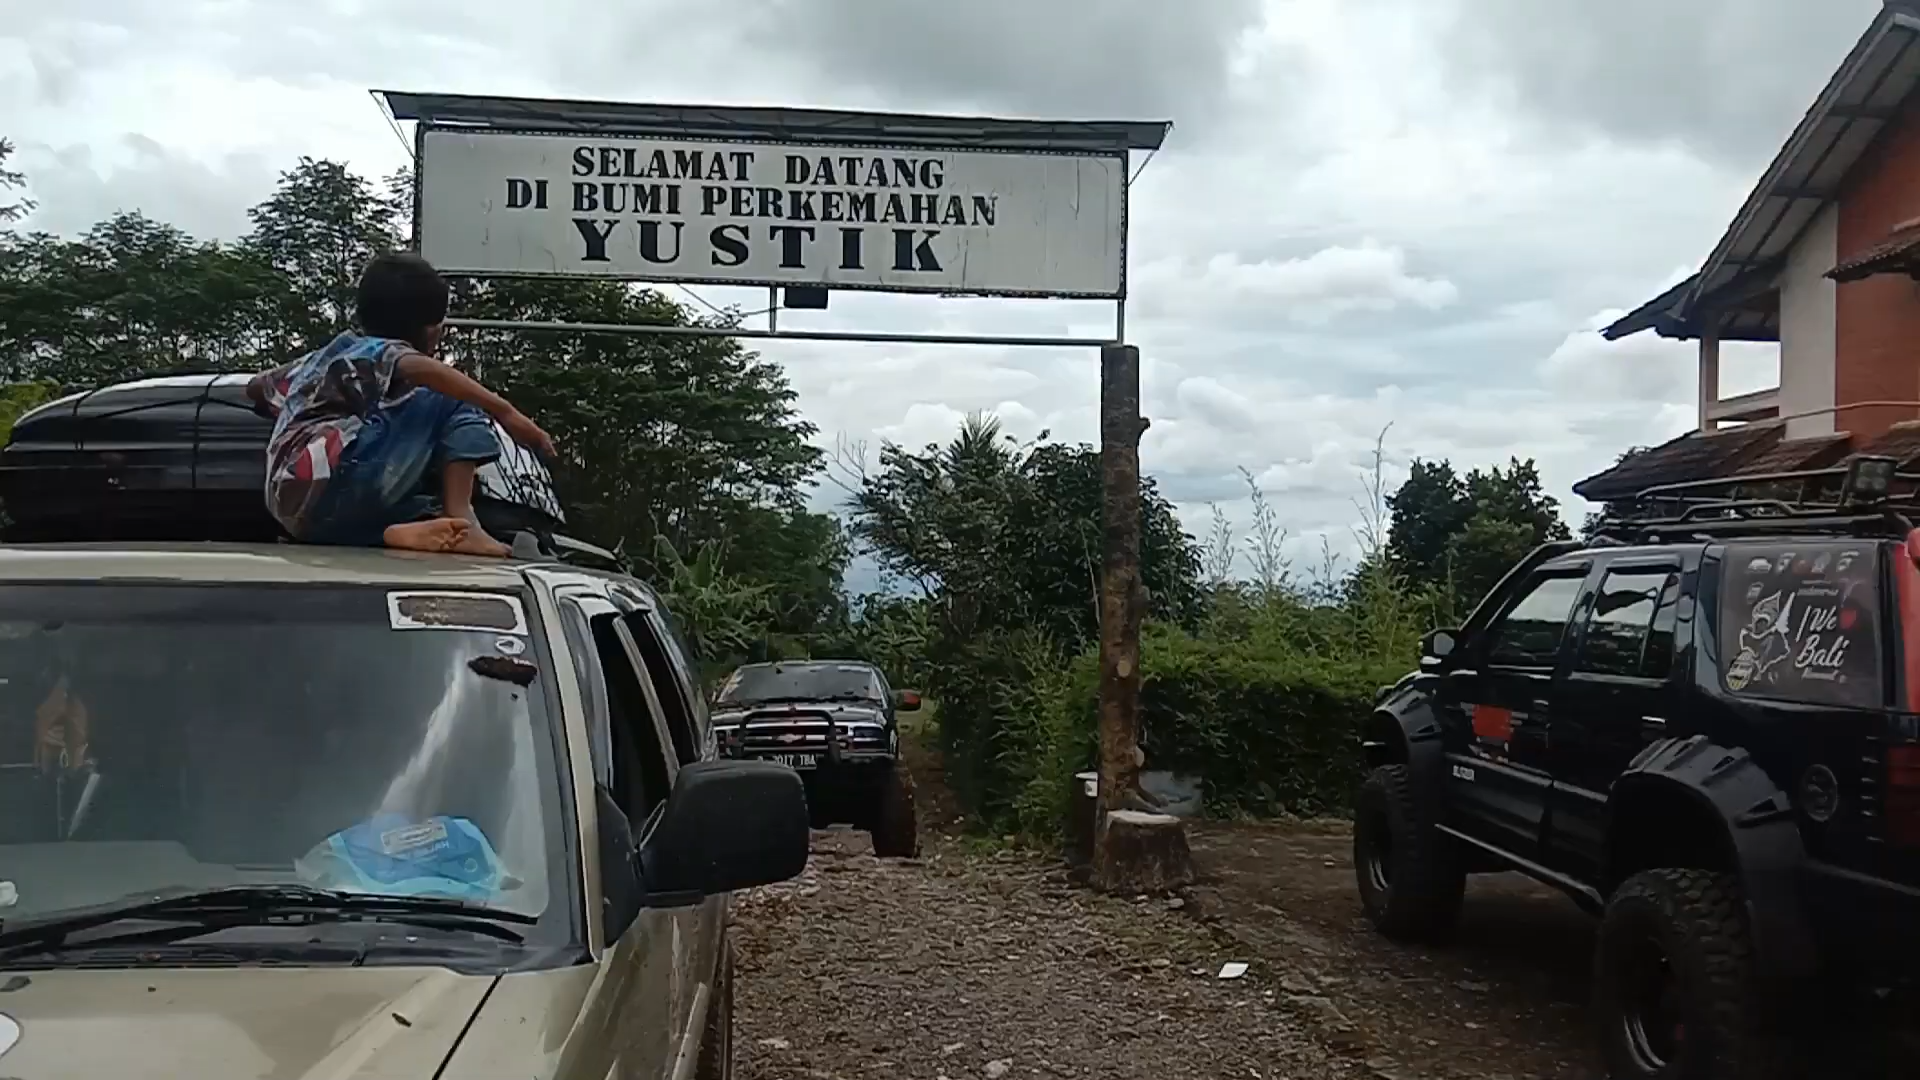 SELAMAT DATANG
DI BUMI PERKEMAHAN
YUSTIK
I We
Bali